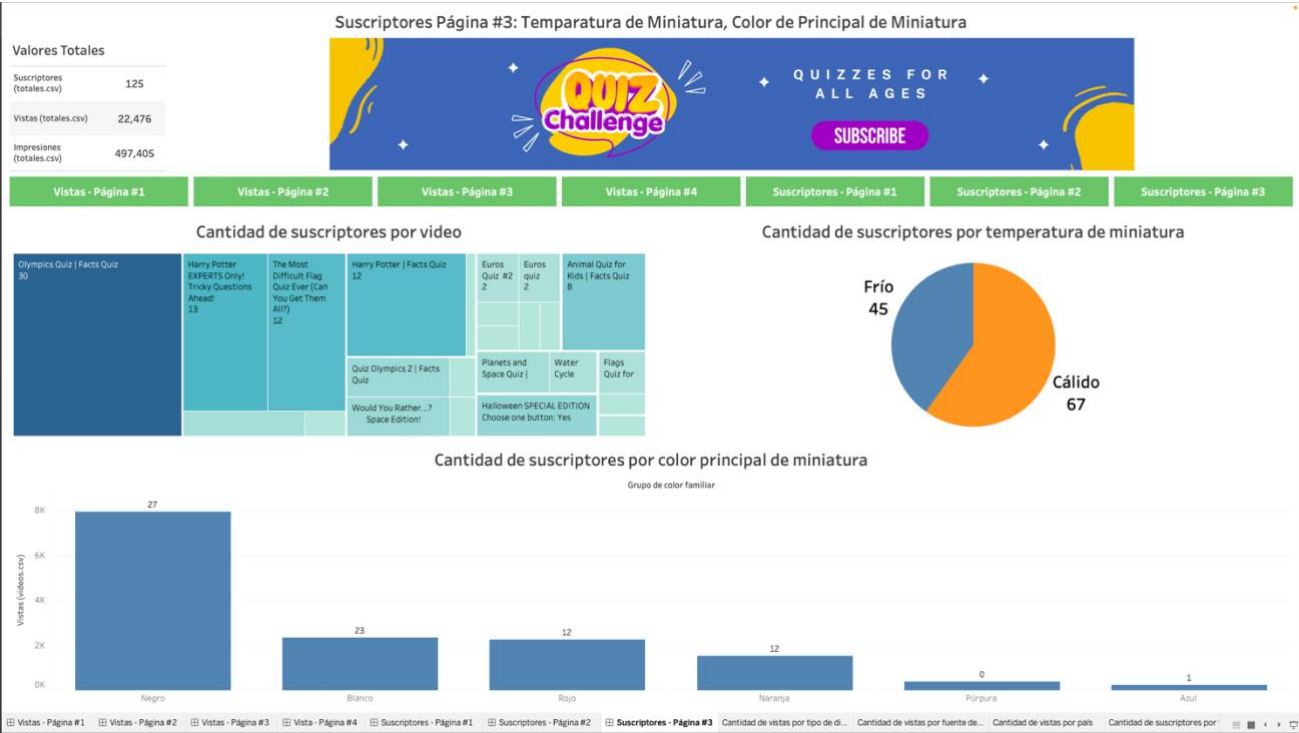 Suscriptores Página #3: Temparatura de Miniatura, Color de Principal de Miniatura
Valores Totales
Suscriptores
(totales.csv)
125
Vistas (totales.csv)
22,476
Impresiones
(totales.csv)
497,405
QUIZ
Challenge
QUIZZES FOR
ALL AGES
SUBSCRIBE
Vistas - Página #1
Vistas - Página #2
Vistas - Página #3
Vistas - Página #4
Suscriptores - Página #1
Suscriptores - Página #2
Suscriptores - Página #3
Cantidad de suscriptores por video
Olympics Quiz | Facts Quiz
30
Harry Potter
EXPERTS Only!
Tricky Questions
Ahead!
13
The Most
Difficult Flag
Quiz Ever (Can
You Get Them
All?)
12
Harry Potter | Facts Quiz
12
Euros
Quiz #2
2
Euros
quiz
2
Animal Quiz for
Kids | Facts Quiz
8
Quiz Olympics 2 | Facts
Quiz
Planets and
Space Quiz |
Water
Cycle
Flags
Quiz for
Would You Rather...?
Space Edition!
Halloween SPECIAL EDITION
Choose one button: Yes
Cantidad de suscriptores por temperatura de miniatura
Frío
45
Cálido
67
Cantidad de suscriptores por color principal de miniatura
Grupo de color familiar
Vistas (videos.csv)
8K
6K
4K
2K
0K
27
23
12
12
0
1
Negro
Blanco
Rojo
Naranja
Púrpura
Azul
Vistas - Página #1
Vistas - Página #2
Vistas - Página #3
Vista - Página #4
Suscriptores - Página #1
Suscriptores - Página #2
Suscriptores - Página #3
Cantidad de vistas por tipo de di...
Cantidad de vistas por fuente de...
Cantidad de vistas por país
Cantidad de suscriptores por